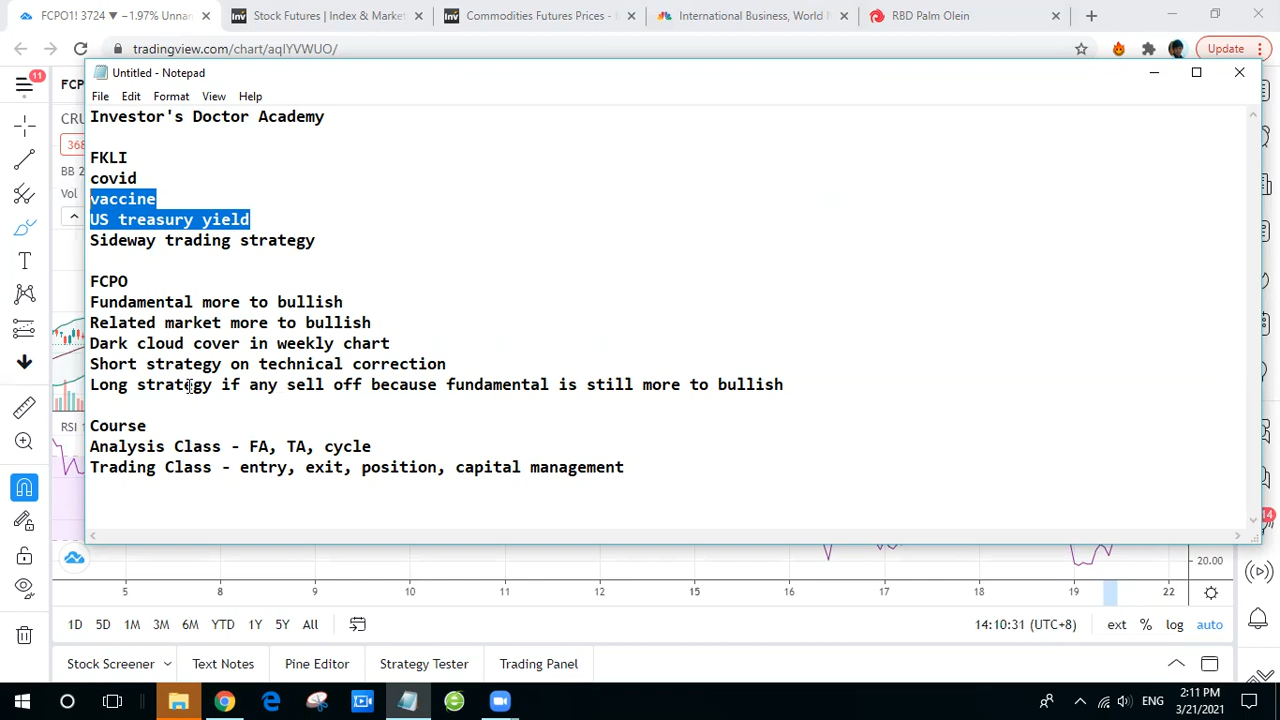 FCPO1! 3724 ▼ −1.97% Unnan
Stock Futures | Index & Market
Commodities Futures Prices -
International Business, World N
RBD Palm Olein
tradingview.com/chart/aqIYVWUO/
Update
11
FCP
CRU
368
BB 2
Vol
RSI
Untitled - Notepad
File Edit Format View Help
Investor's Doctor Academy
FKLI
covid
vaccine
US treasury yield
Sideway trading strategy
FCPO
Fundamental more to bullish
Related market more to bullish
Dark cloud cover in weekly chart
Short strategy on technical correction
Long strategy if any sell off because fundamental is still more to bullish
Course
Analysis Class - FA, TA, cycle
Trading Class - entry, exit, position, capital management
14
20.00
5 8 9 10 11 12 15 16 17 18 19 22
1D 5D 1M 3M 6M YTD 1Y 5Y All
14:10:31 (UTC+8) ext % log auto
Stock Screener Text Notes Pine Editor Strategy Tester Trading Panel
ENG
2:11 PM
3/21/2021